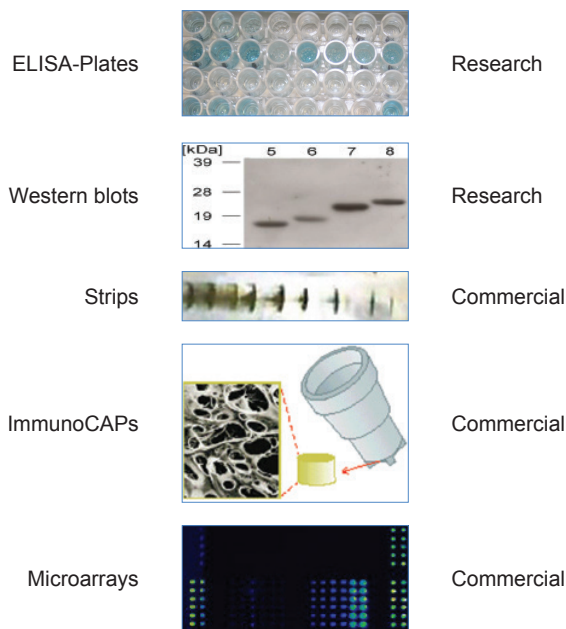 ELISA-Plates Research
[kDa] 5 6 7 8
39
28
Western blots Research
19
14
Strips Commercial
ImmunoCAPs Commercial
Microarrays Commercial